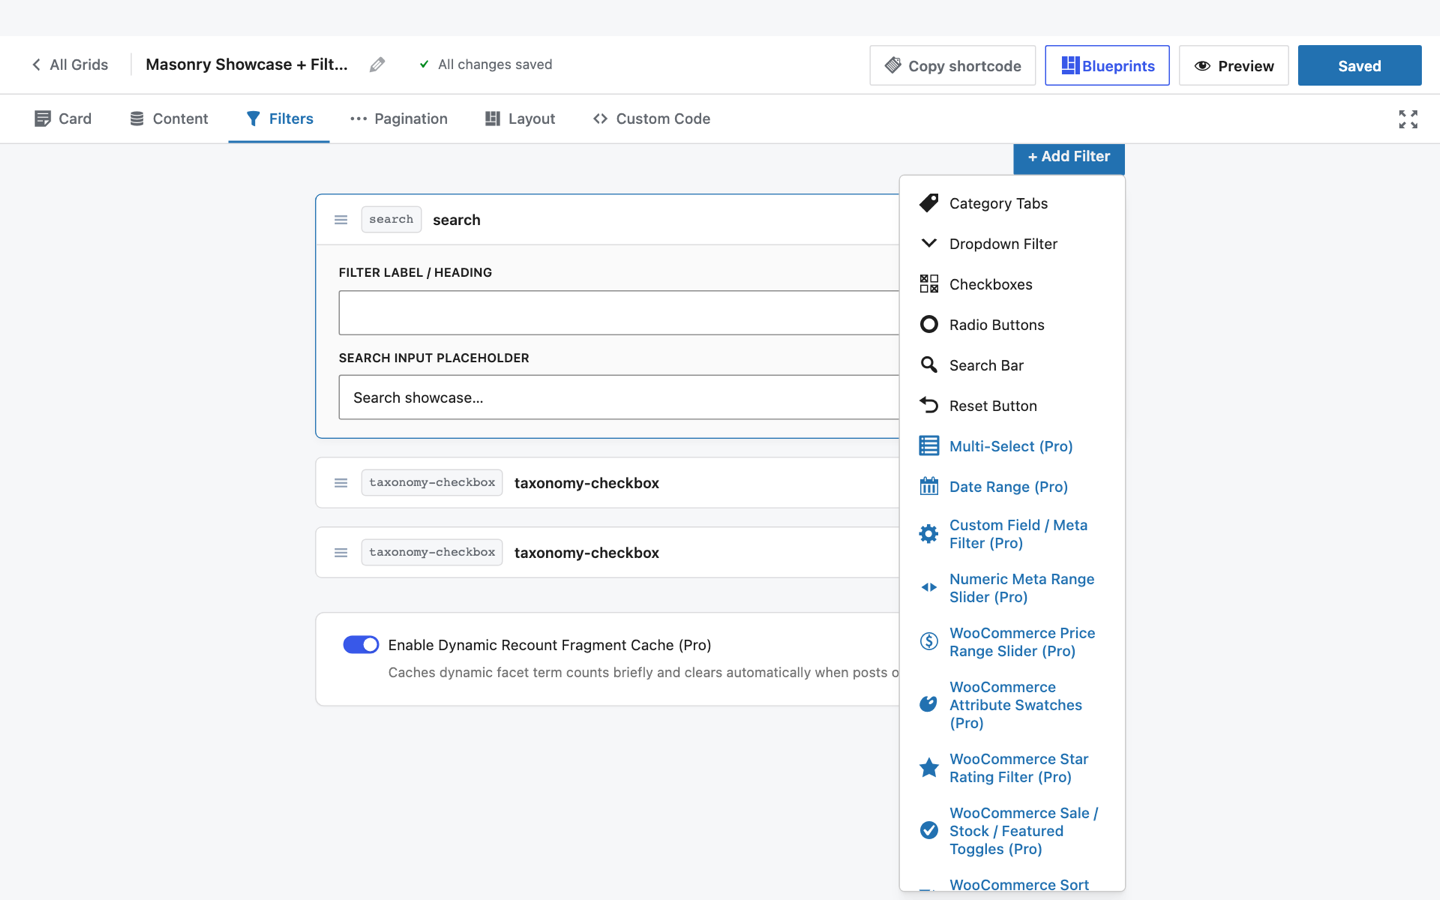 All Grids
Masonry Showcase + Filt...
All changes saved
Copy shortcode
Blueprints
Preview
Saved
Card
Content
Filters
Pagination
Layout
Custom Code
+ Add Filter
search
search
FILTER LABEL / HEADING
SEARCH INPUT PLACEHOLDER
Search showcase...
taxonomy-checkbox
taxonomy-checkbox
taxonomy-checkbox
taxonomy-checkbox
Enable Dynamic Recount Fragment Cache (Pro)
Caches dynamic facet term counts briefly and clears automatically when posts o
Category Tabs
Dropdown Filter
Checkboxes
Radio Buttons
Search Bar
Reset Button
Multi-Select (Pro)
Date Range (Pro)
Custom Field / Meta
Filter (Pro)
Numeric Meta Range
Slider (Pro)
WooCommerce Price
Range Slider (Pro)
WooCommerce
Attribute Swatches
(Pro)
WooCommerce Star
Rating Filter (Pro)
WooCommerce Sale /
Stock / Featured
Toggles (Pro)
WooCommerce Sort